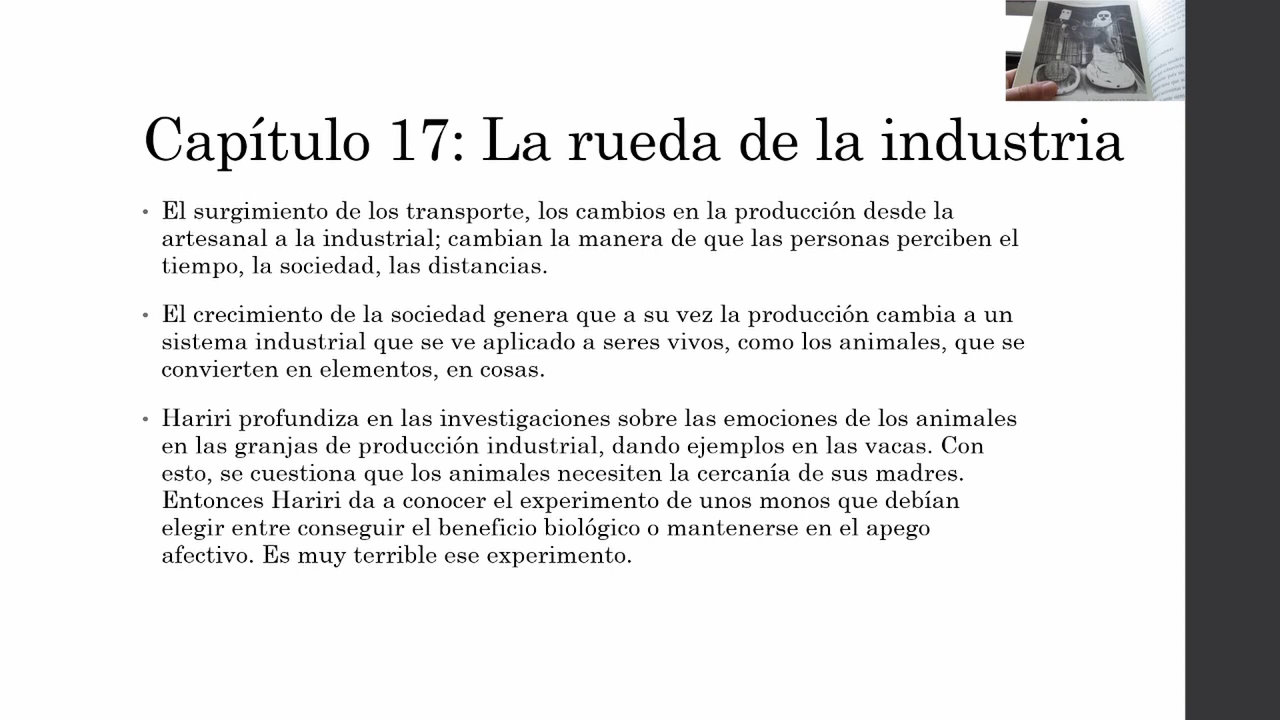 Capítulo 17: La rueda de la industria
• El surgimiento de los transporte, los cambios en la producción desde la
artesanal a la industrial; cambian la manera de que las personas perciben el
tiempo, la sociedad, las distancias.
• El crecimiento de la sociedad genera que a su vez la producción cambia a un
sistema industrial que se ve aplicado a seres vivos, como los animales, que se
convierten en elementos, en cosas.
• Hariri profundiza en las investigaciones sobre las emociones de los animales
en las granjas de producción industrial, dando ejemplos en las vacas. Con
esto, se cuestiona que los animales necesiten la cercanía de sus madres.
Entonces Hariri da a conocer el experimento de unos monos que debían
elegir entre conseguir el beneficio biológico o mantenerse en el apego
afectivo. Es muy terrible ese experimento.